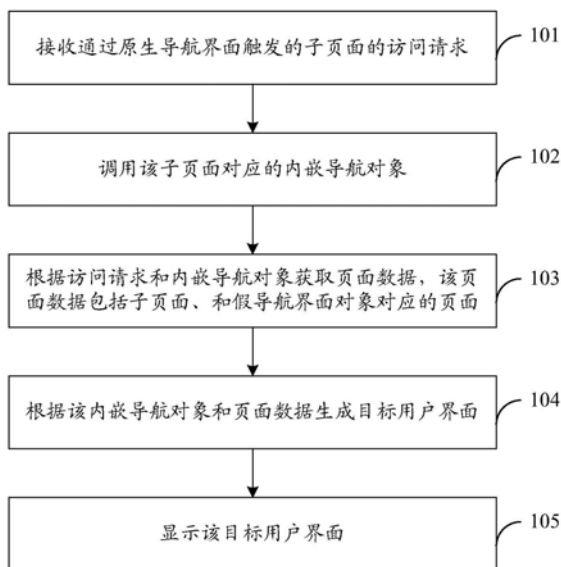 接收通过原生导航界面触发的子页面的访问请求
101
调用该子页面对应的内嵌导航对象
102
根据访问请求和内嵌导航对象获取页面数据，该页
面数据包括子页面、和假导航界面对象对应的页面
103
根据该内嵌导航对象和页面数据生成目标用户界面
104
显示该目标用户界面
105